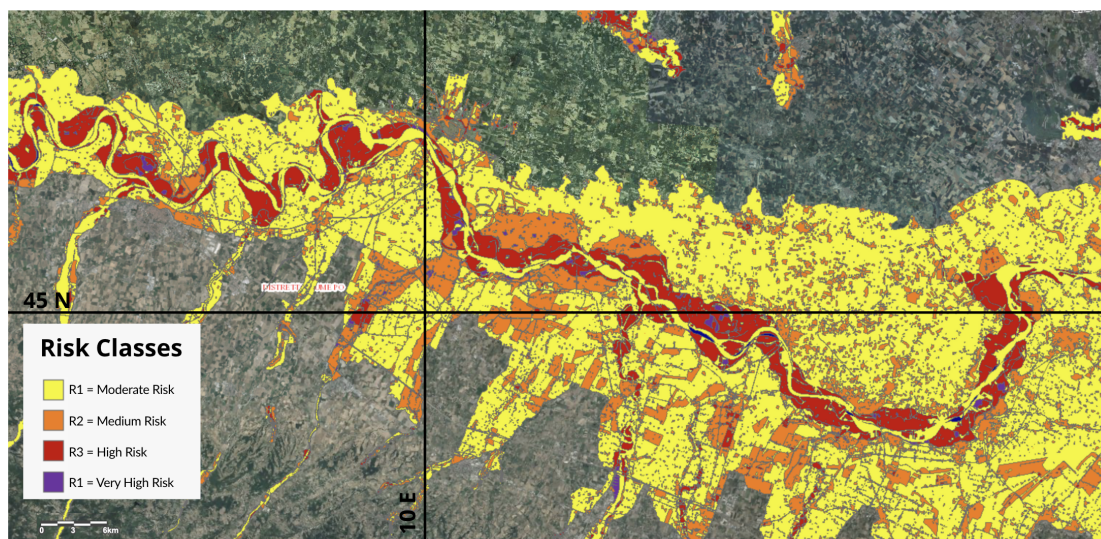 DISTRETT
45 N
Risk Classes
R1 = Moderate Risk
R2 = Medium Risk
R3 = High Risk
R1 = Very High Risk
0 3 6km
10 E